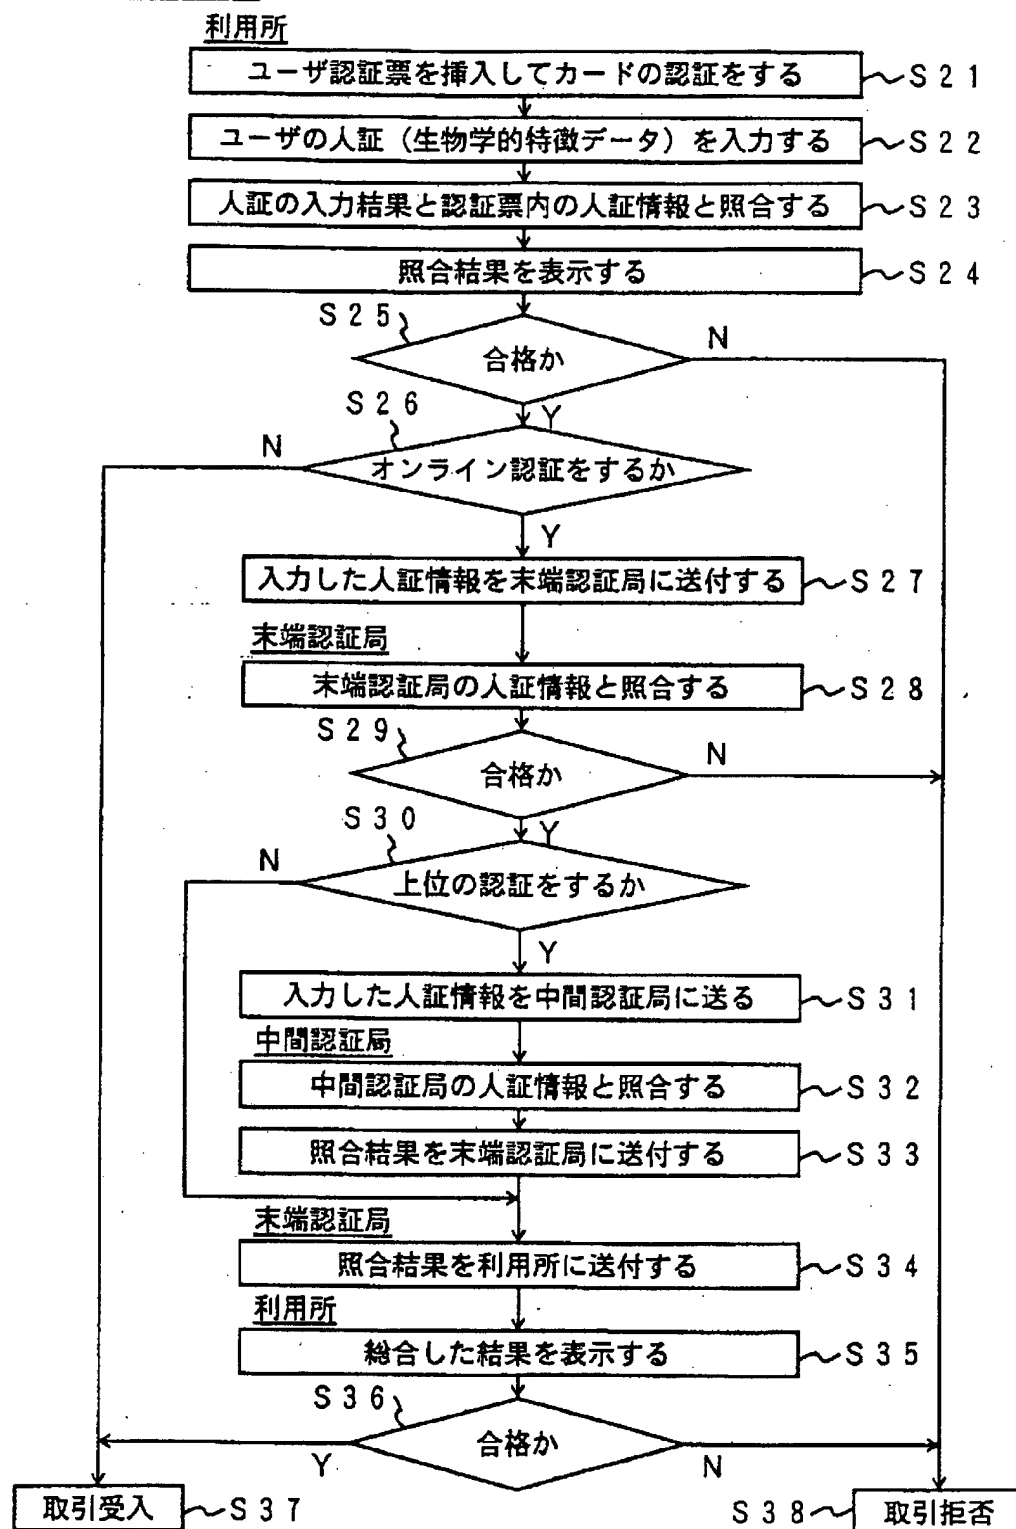 利用所
ユーザ認証票を挿入してカードの認証をする S21
ユーザの人証（生物学的特徴データ）を入力する S22
人証の入力結果と認証票内の人証情報と照合する S23
照合結果を表示する S24
S25
合格か
N
Y
S26
オンライン認証をするか
N
Y
入力した人証情報を末端認証局に送付する S27
末端認証局
末端認証局の人証情報と照合する S28
S29
合格か
N
Y
S30
上位の認証をするか
N
Y
入力した人証情報を中間認証局に送る S31
中間認証局
中間認証局の人証情報と照合する S32
照合結果を末端認証局に送付する S33
末端認証局
照合結果を利用所に送付する S34
利用所
総合した結果を表示する S35
S36
合格か
Y
N
取引受入 S37
S38 取引拒否